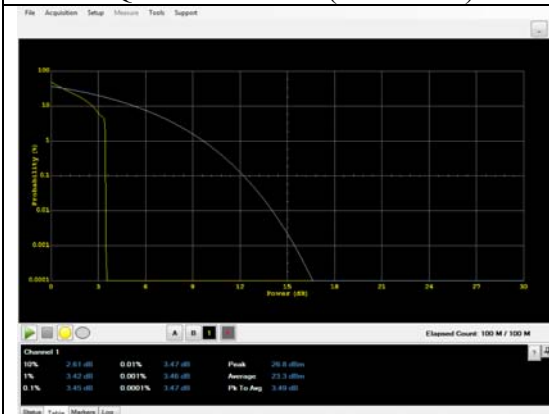 File Acquisition Setup Measure Tools Support
100
10
1
0.1
0.01
0.001
0.0001
Probability (%)
0 3 6 9 12 15 18 21 24 27 30
Power (dB)
A B 1
Elapsed Count: 100 M / 100 M
Channel 1
10% 2.61 dB 0.01% 3.47 dB Peak 26.8 dBm
1% 3.42 dB 0.001% 3.46 dB Average 23.3 dBm
0.1% 3.45 dB 0.0001% 3.47 dB Pk To Avg 3.49 dB
Status Table Markers Log